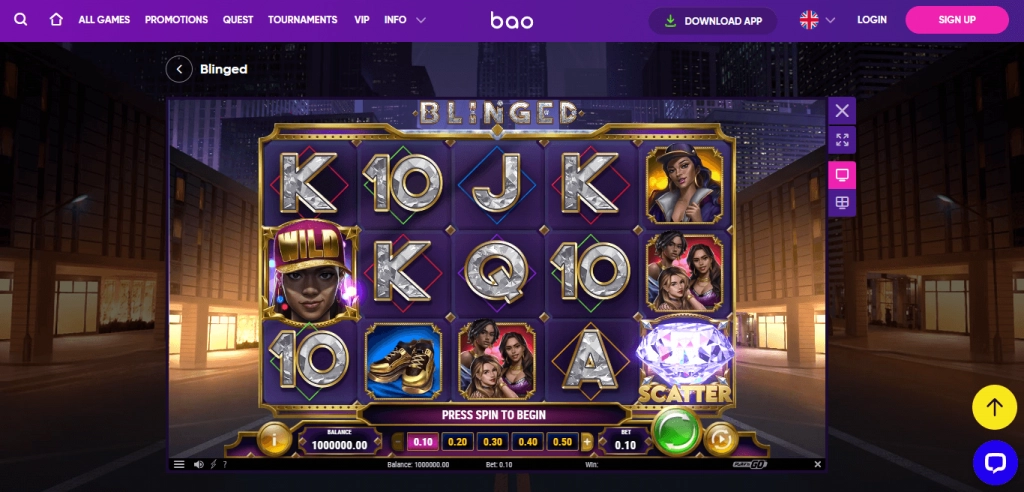 ALL GAMES PROMOTIONS QUEST TOURNAMENTS VIP INFO bao DOWNLOAD APP LOGIN SIGN UP
Blinged
BLINGED
K 10 J K
WILD K Q 10
10 A SCATTER
PRESS SPIN TO BEGIN
BALANCE BET
1000000.00 - 0.10 0.20 0.30 0.40 0.50 + 0.10
Balance: 1000000.00 Bet: 0.10 Win: PLAY'N GO